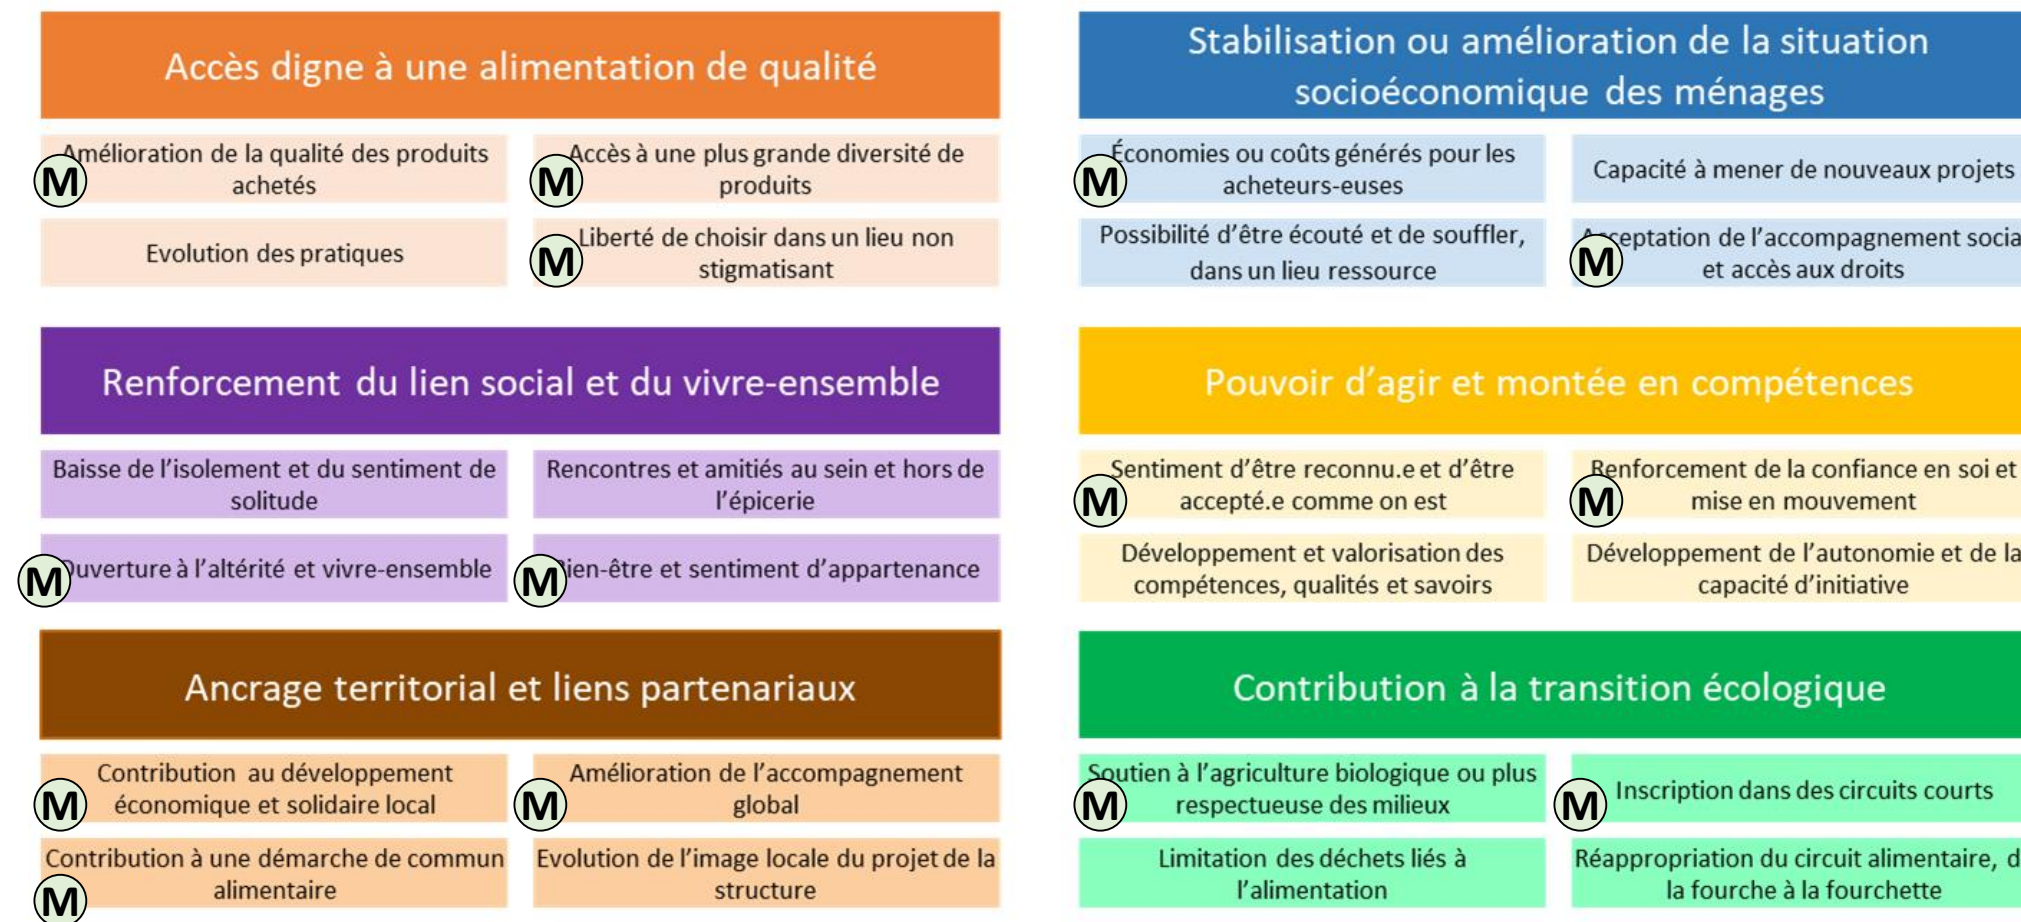 Accès digne à une alimentation de qualité
M
Amélioration de la qualité des produits
achetés
M
Accès à une plus grande diversité de
produits
Evolution des pratiques
M
Liberté de choisir dans un lieu non
stigmatisant
Stabilisation ou amélioration de la situation
socioéconomique des ménages
M
Économies ou coûts générés pour les
acheteurs-euses
Capacité à mener de nouveaux projets
Possibilité d'être écouté et de souffler,
dans un lieu ressource
M
Acceptation de l'accompagnement socia
et accès aux droits
Renforcement du lien social et du vivre-ensemble
Baisse de l'isolement et du sentiment de
solitude
Rencontres et amitiés au sein et hors de
l'épicerie
M
Ouverture à l'altérité et vivre-ensemble
M
Bien-être et sentiment d'appartenance
Pouvoir d'agir et montée en compétences
M
Sentiment d'être reconnu.e et d'être
accepté.e comme on est
M
Renforcement de la confiance en soi et
mise en mouvement
Développement et valorisation des
compétences, qualités et savoirs
Développement de l'autonomie et de la
capacité d'initiative
Ancrage territorial et liens partenariaux
M
Contribution au développement
économique et solidaire local
M
Amélioration de l'accompagnement
global
M
Contribution à une démarche de commun
alimentaire
Evolution de l'image locale du projet de la
structure
Contribution à la transition écologique
M
Soutien à l'agriculture biologique ou plus
respectueuse des milieux
M
Inscription dans des circuits courts
Limitation des déchets liés à
l'alimentation
Réappropriation du circuit alimentaire, d
la fourche à la fourchette